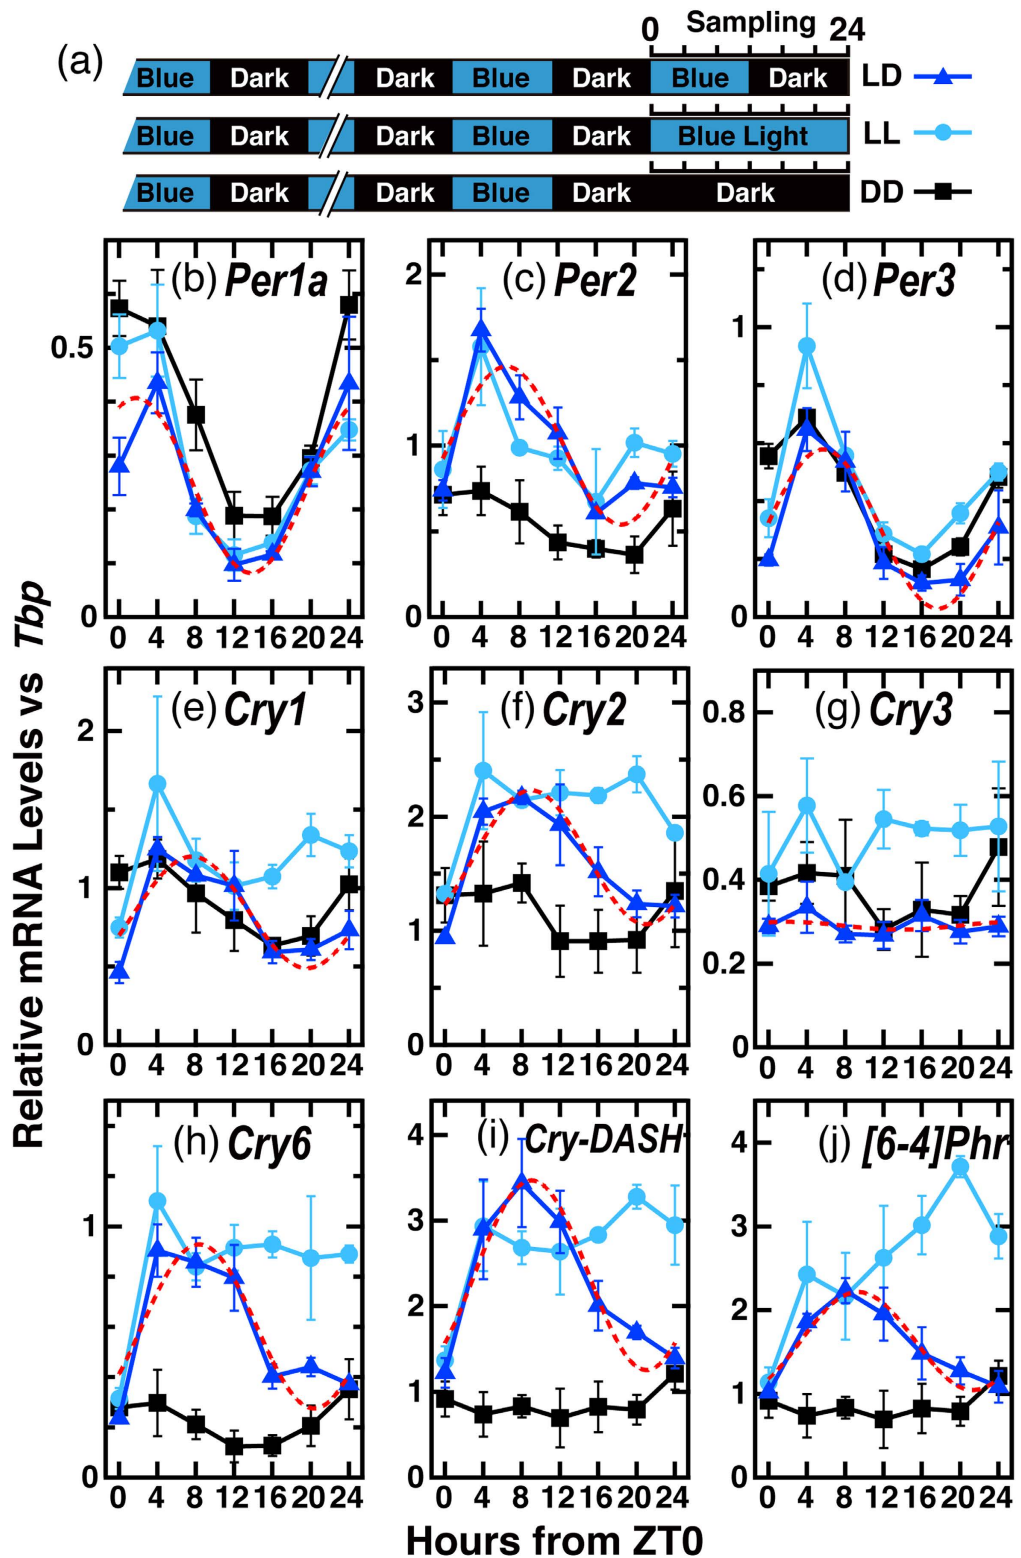 0 Sampling 24
(a)
Blue Dark Dark Blue Dark Blue Dark LD
Blue Dark Dark Blue Dark Blue Light LL
Blue Dark Dark Blue Dark Dark DD
Relative mRNA Levels vs Tbp
(b) Per1a
0.5
0
0 4 8 12 16 20 24
(c) Per2
2
1
0
0 4 8 12 16 20 24
(d) Per3
1
0
0 4 8 12 16 20 24
(e) Cry1
2
1
0
0 4 8 12 16 20 24
(f) Cry2
3
2
1
0
0 4 8 12 16 20 24
(g) Cry3
0.8
0.6
0.4
0.2
0
0 4 8 12 16 20 24
(h) Cry6
1
0
0 4 8 12 16 20 24
(i) Cry-DASH
4
3
2
1
0
0 4 8 12 16 20 24
(j) [6-4]Phr
4
3
2
1
0
0 4 8 12 16 20 24
Hours from ZT0